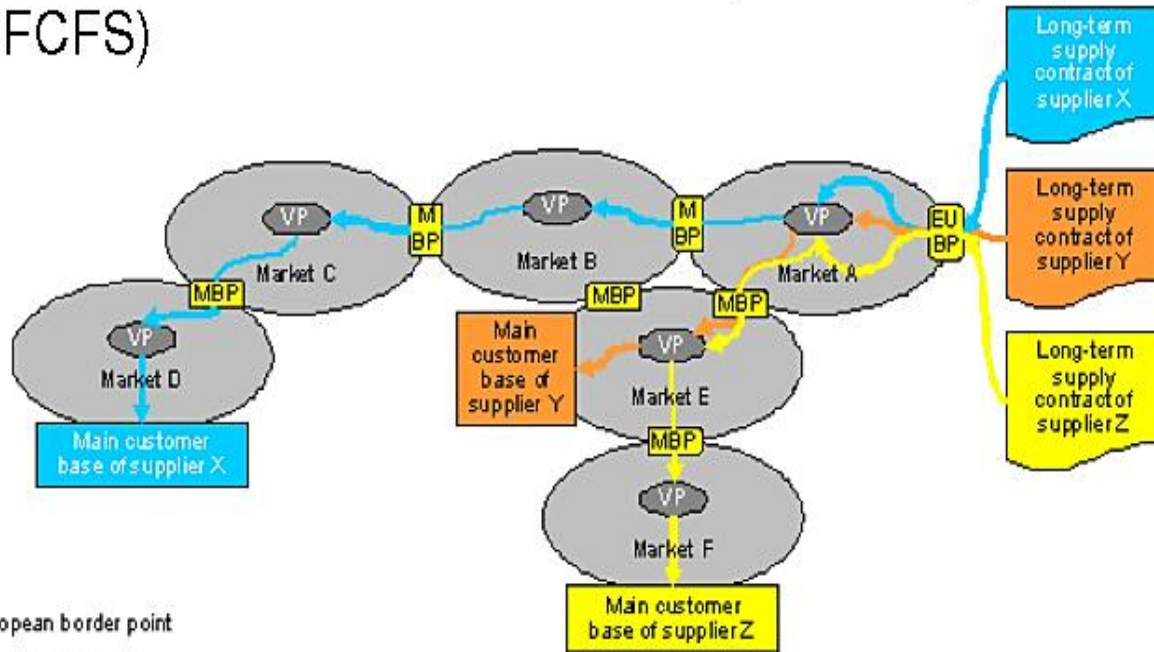 FCFS)
Long-term
supply
contract of
supplier X
Long-term
supply
contract of
supplier Y
Long-term
supply
contract of
supplier Z
EU
BP
VP
Market A
M
BP
VP
Market B
M
BP
VP
Market C
MBP
VP
Market D
Main customer
base of supplier X
MBP
MBP
VP
Market E
Main
customer
base of
supplier Y
MBP
VP
Market F
Main customer
base of supplier Z
opean border point